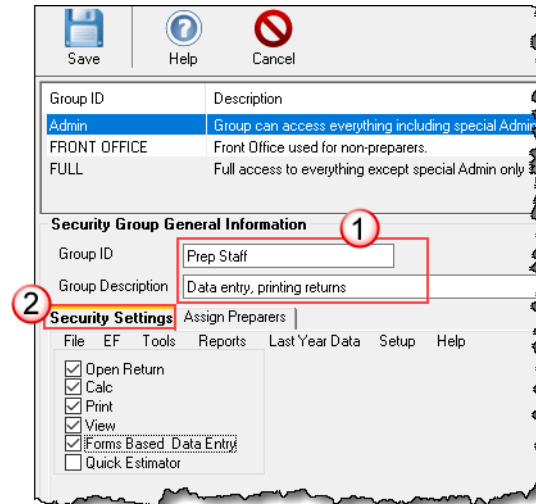 Save Help Cancel
Group ID Description
Admin Group can access everything including special Admin
FRONT OFFICE Front Office used for non-preparers.
FULL Full access to everything except special Admin only
Security Group General Information
1
Group ID Prep Staff
Group Description Data entry, printing returns
2
Security Settings Assign Preparers
File EF Tools Reports Last Year Data Setup Help
Open Return
Calc
Print
View
Forms Based Data Entry
Quick Estimator